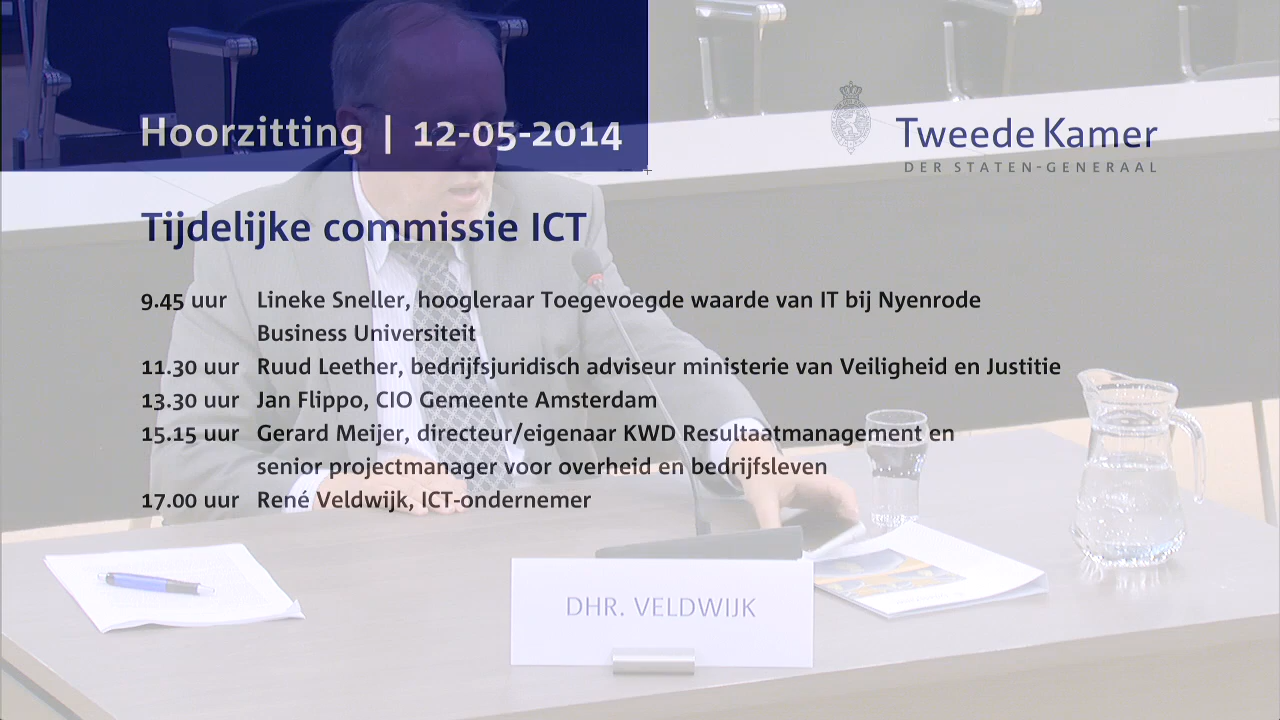 Hoorzitting | 12-05-2014
Tweede Kamer
DER STATEN-GENERAAL
Tijdelijke commissie ICT
9.45 uur Lineke Sneller, hoogleraar Toegevoegde waarde van IT bij Nyenrode
Business Universiteit
11.30 uur Ruud Leether, bedrijfsjuridisch adviseur ministerie van Veiligheid en Justitie
13.30 uur Jan Flippo, CIO Gemeente Amsterdam
15.15 uur Gerard Meijer, directeur/eigenaar KWD Resultaatmanagement en
senior projectmanager voor overheid en bedrijfsleven
17.00 uur René Veldwijk, ICT-ondernemer
DHR. VELDWIJK